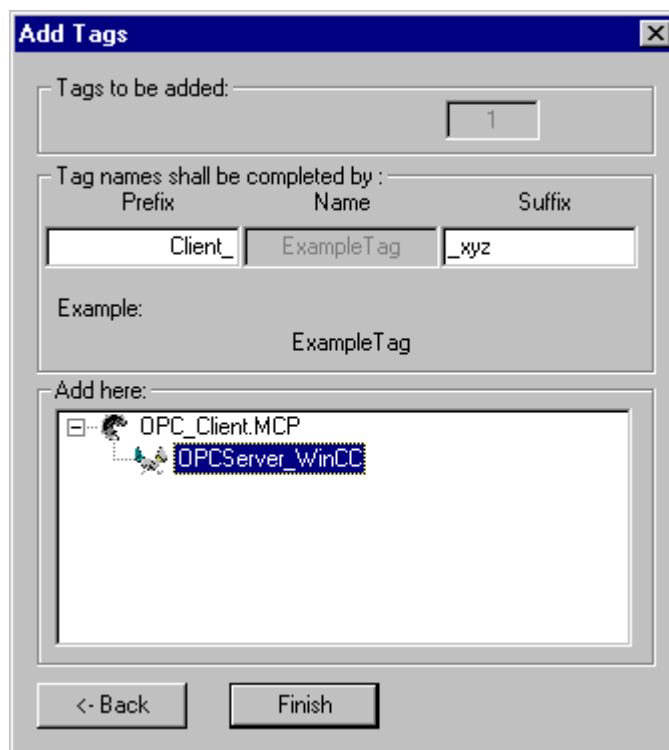 Add Tags
Tags to be added:
1
Tag names shall be completed by :
Prefix Name Suffix
Client_ ExampleTag _xyz
Example:
ExampleTag
Add here:
OPC_Client.MCP
OPCServer_WinCC
<- Back Finish